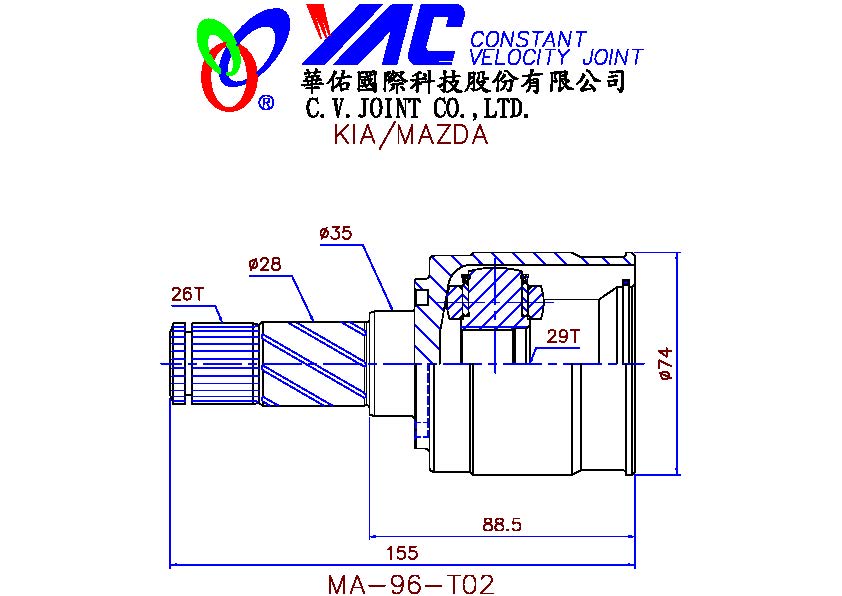 YAC CONSTANT
VELOCITY JOINT
®
華佑國際科技股份有限公司
C.V.JOINT CO.,LTD.
KIA/MAZDA
ø35
ø28
26T
29T
ø74
88.5
155
MA-96-T02